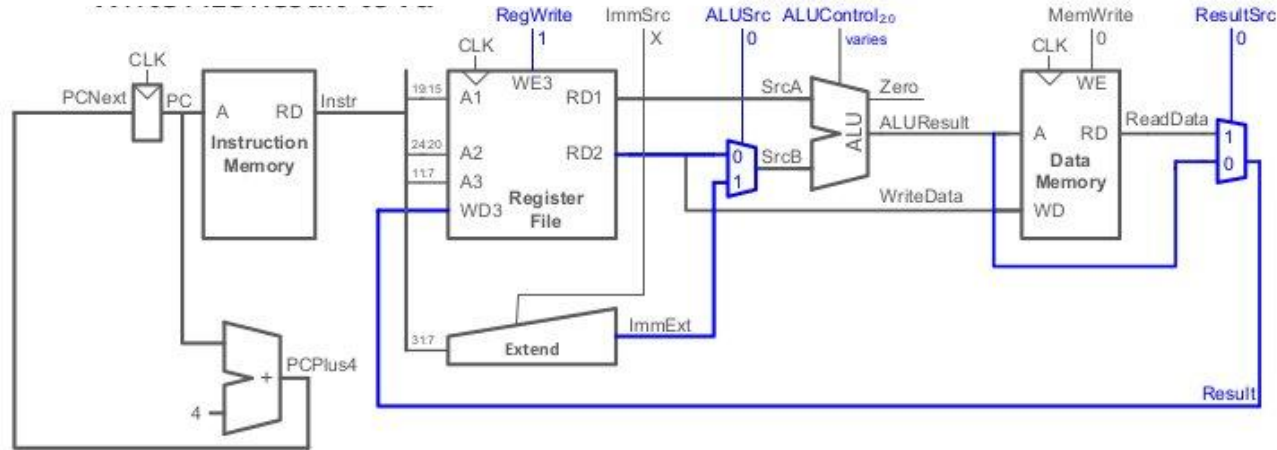 RegWrite ImmSrc ALUSrc ALUControl2:0 MemWrite ResultSrc
1 X 0 varies 0 0
CLK CLK CLK
PCNext PC A RD Instr
Instruction
Memory
19:15 A1 WE3 RD1 SrcA Zero
24:20 A2 RD2 0 SrcB ALU ALUResult
11:7 A3 1
WD3 Register
File
WriteData
WE
A RD ReadData 1
Data
Memory 0
WD
31:7 Extend ImmExt
PCPlus4
+
4
Result